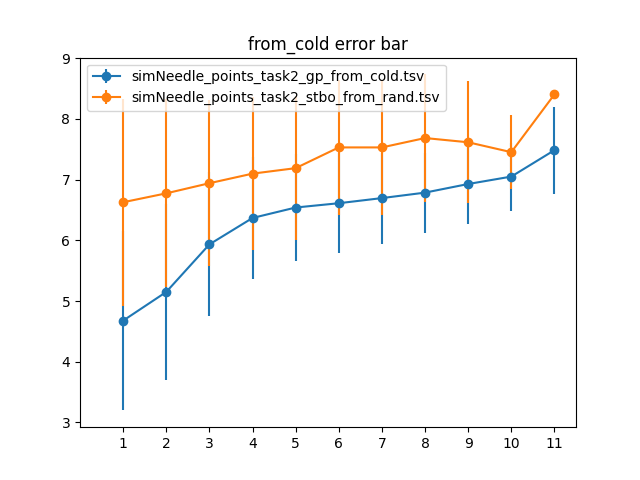 from_cold error bar
simNeedle_points_task2_gp_from_cold.tsv
simNeedle_points_task2_stbo_from_rand.tsv
9
8
7
6
5
4
3
1 2 3 4 5 6 7 8 9 10 11